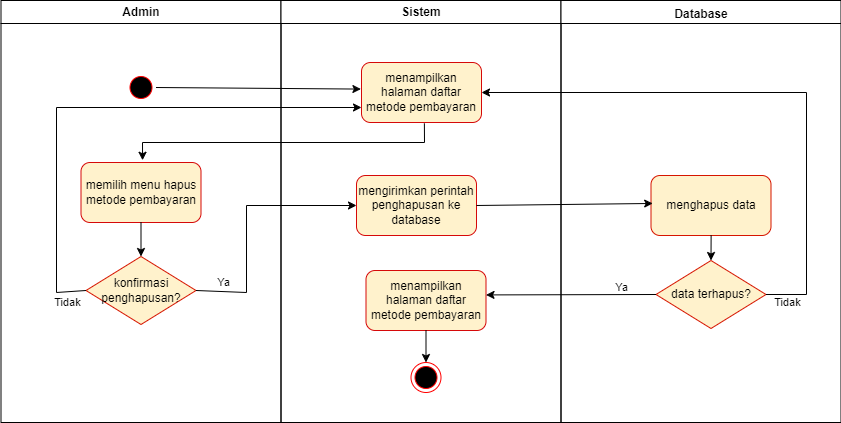 Admin
Sistem
Database
menampilkan
halaman daftar
metode pembayaran
memilih menu hapus
metode pembayaran
mengirimkan perintah
penghapusan ke
database
menghapus data
konfirmasi
penghapusan?
Ya
Tidak
menampilkan
halaman daftar
metode pembayaran
Ya
data terhapus?
Tidak